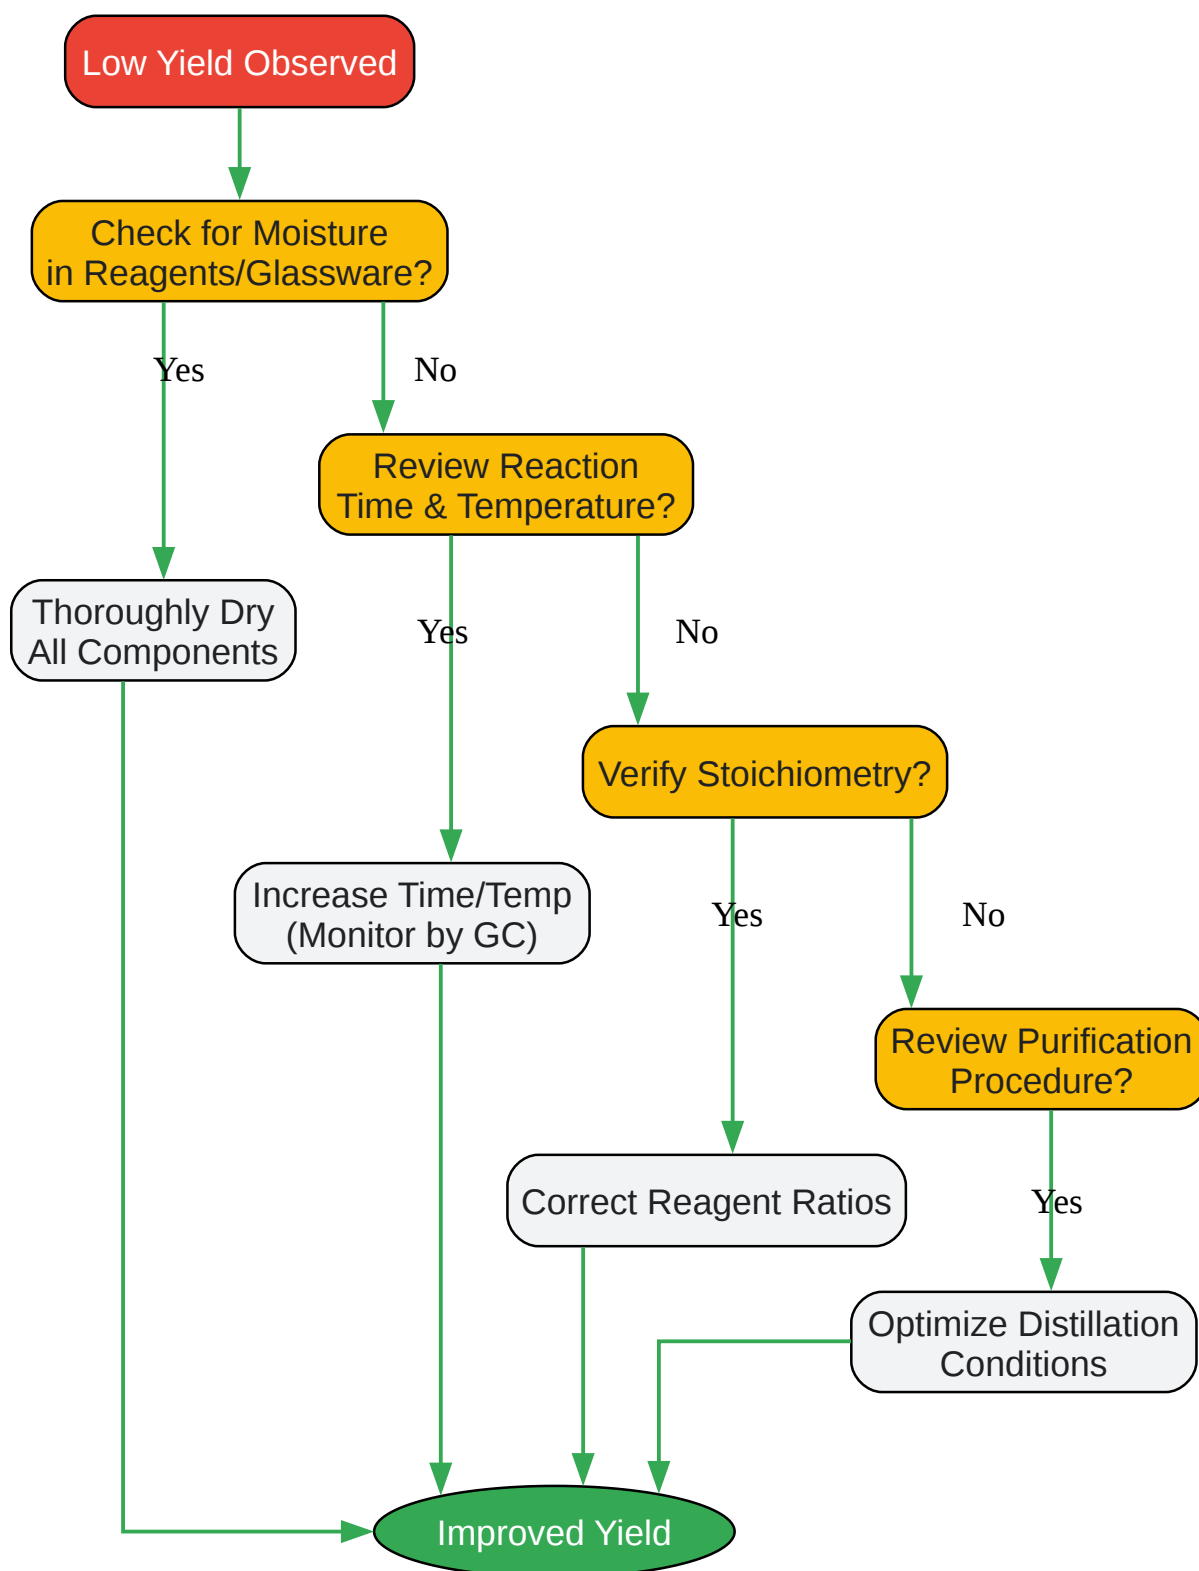 Low Yield Observed
Check for Moisture
in Reagents/Glassware?
Yes
No
Review Reaction
Time & Temperature?
Thoroughly Dry
All Components
Yes
No
Verify Stoichiometry?
Increase Time/Temp
(Monitor by GC)
Yes
No
Review Purification
Procedure?
Correct Reagent Ratios
Yes
Optimize Distillation
Conditions
Improved Yield